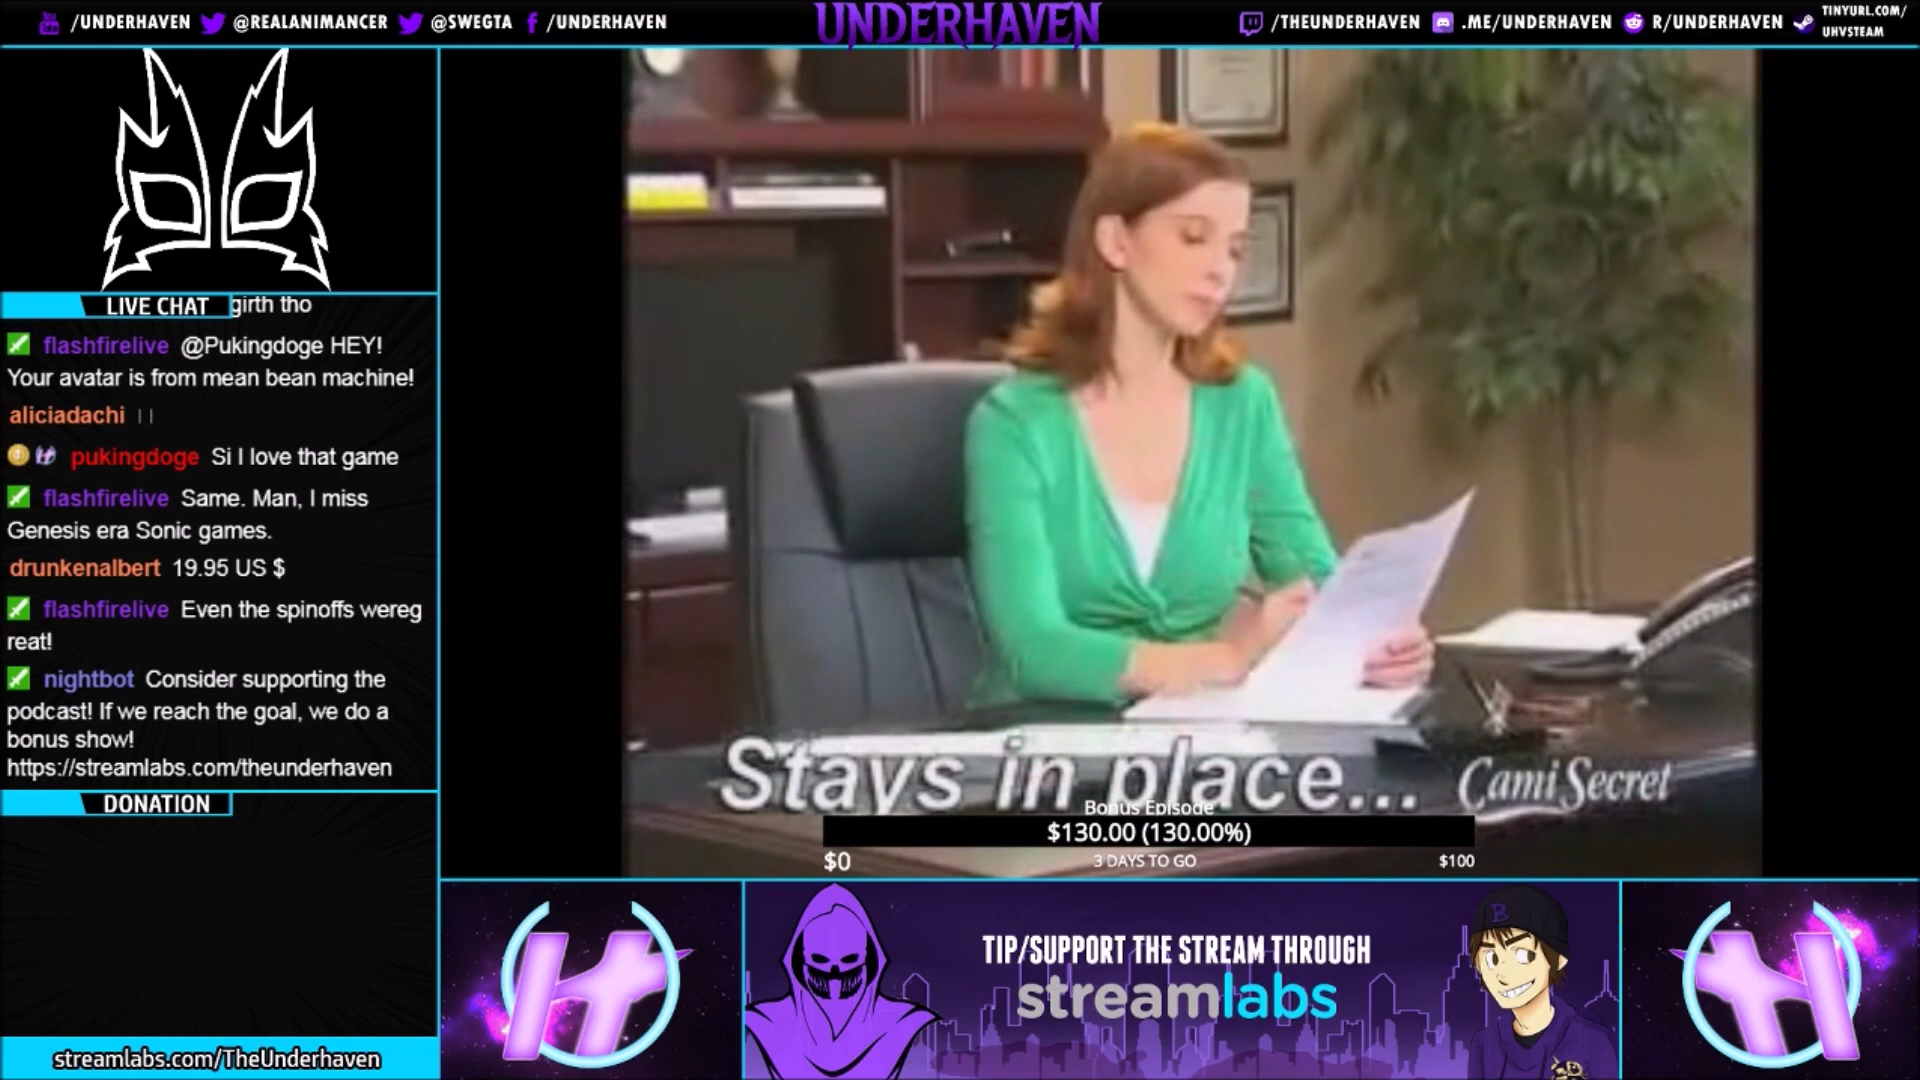 /UNDERHAVEN @REALANIMANCER @SWEGTA /UNDERHAVEN
UNDERHAVEN
/THEUNDERHAVEN .ME/UNDERHAVEN R/UNDERHAVEN
TINYURL.COM/
UHVSTEAM
LIVE CHAT girth tho
flashfirelive @Pukingdoge HEY!
Your avatar is from mean bean machine!
aliciadachi ||
pukingdoge Si I love that game
flashfirelive Same. Man, I miss
Genesis era Sonic games.
drunkenalbert 19.95 US $
flashfirelive Even the spinoffs wereg
reat!
nightbot Consider supporting the
podcast! If we reach the goal, we do a
bonus show!
https://streamlabs.com/theunderhaven
DONATION
streamlabs.com/TheUnderhaven
Stays in place...
Cami Secret
Bonus Episode
$130.00 (130.00%)
$0 3 DAYS TO GO $100
TIP/SUPPORT THE STREAM THROUGH
streamlabs
B